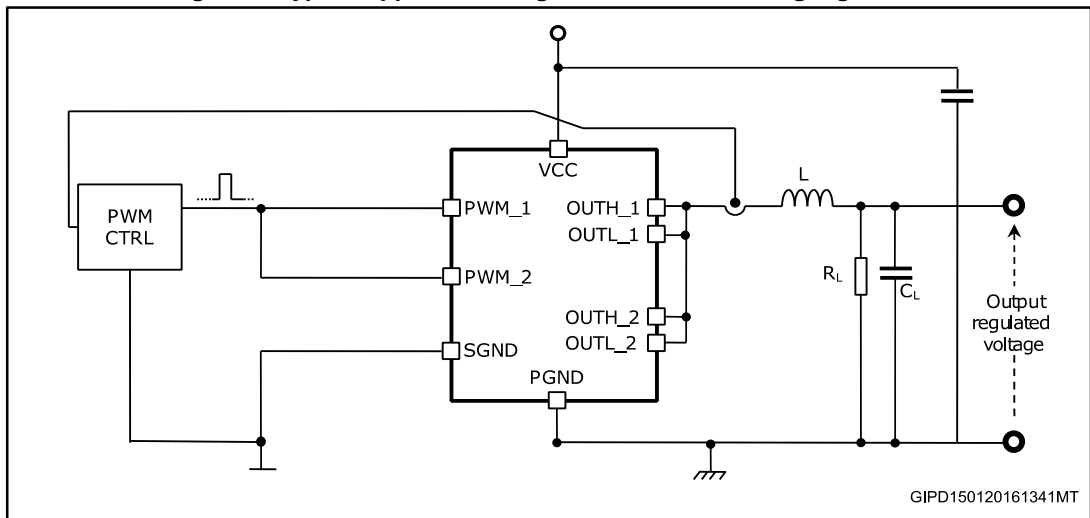 VCC
L
PWM
CTRL
PWM_1
OUTH_1
OUTL_1
PWM_2
RL
CL
OUTH_2
OUTL_2
Output
regulated
voltage
SGND
PGND
GIPD150120161341MT